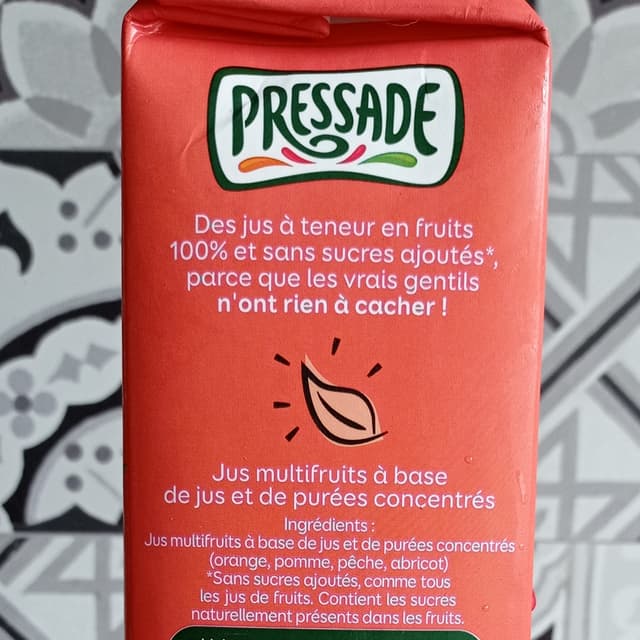 PRESSADE
Des jus à teneur en fruits
100% et sans sucres ajoutés*,
parce que les vrais gentils
n'ont rien à cacher !
Jus multifruits à base
de jus et de purées concentrés
Ingrédients :
Jus multifruits à base de jus et de purées concentrés
(orange, pomme, pêche, abricot)
*Sans sucres ajoutés, comme tous
les jus de fruits. Contient les sucres
naturellement présents dans les fruits.